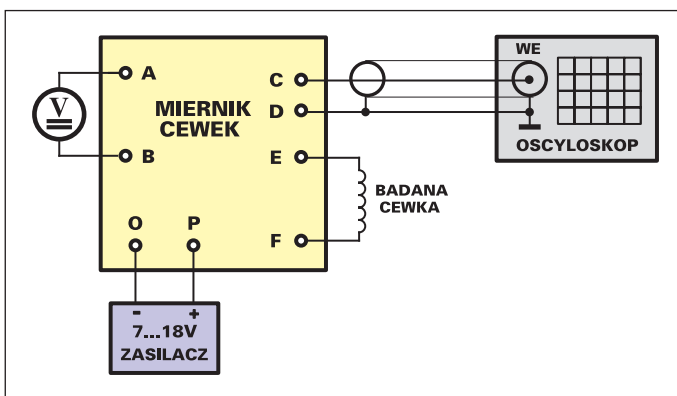 WE
A
C
V
MIERNIK
CEWEK
D
OSCYLOSKOP
B
E
BADANA
CEWKA
O
P
F
- +
7...18V
ZASILACZ